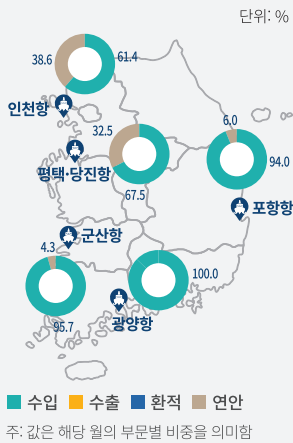 단위: %
38.6
61.4
인천항
32.5
6.0
평택·당진항
94.0
67.5
포항항
군산항
4.3
100.0
95.7
광양항
수입 수출 환적 연안
주: 값은 해당 월의 부문별 비중을 의미함